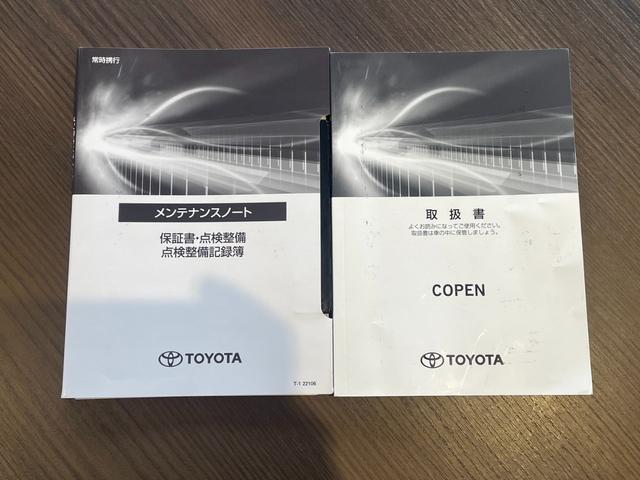 常時携行
メンテナンスノート
保証書・点検整備
点検整備記録簿
TOYOTA
T-1 22106
取扱書
よくお読みになってご使用ください。
取扱書は車の中に保管しましょう。
COPEN
TOYOTA